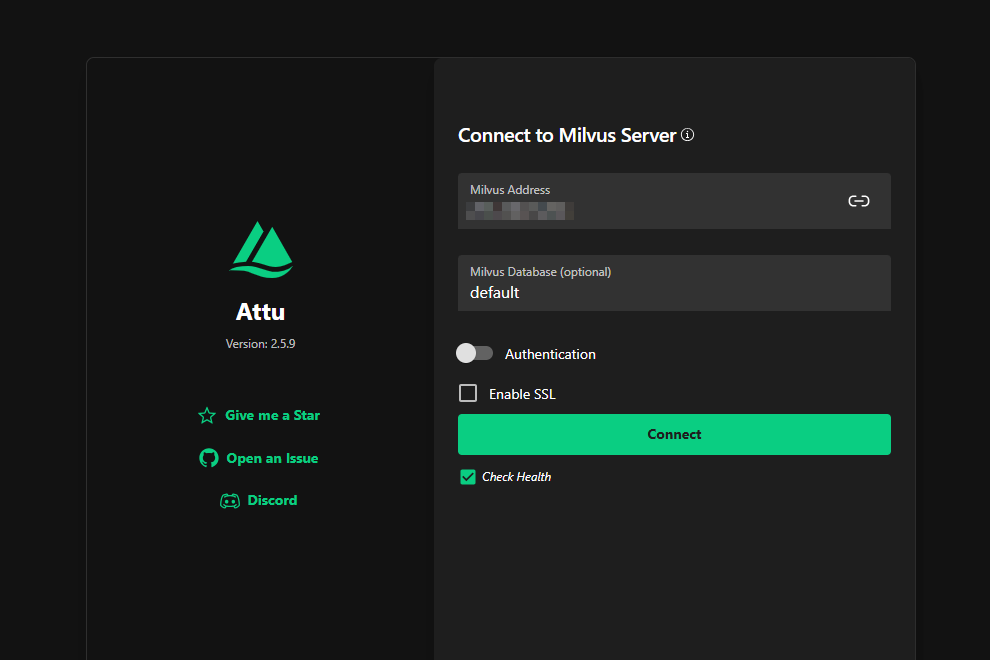 Attu
Version: 2.5.9
Give me a Star
Open an Issue
Discord
Connect to Milvus Server
Milvus Address
Milvus Database (optional)
default
Authentication
Enable SSL
Connect
Check Health